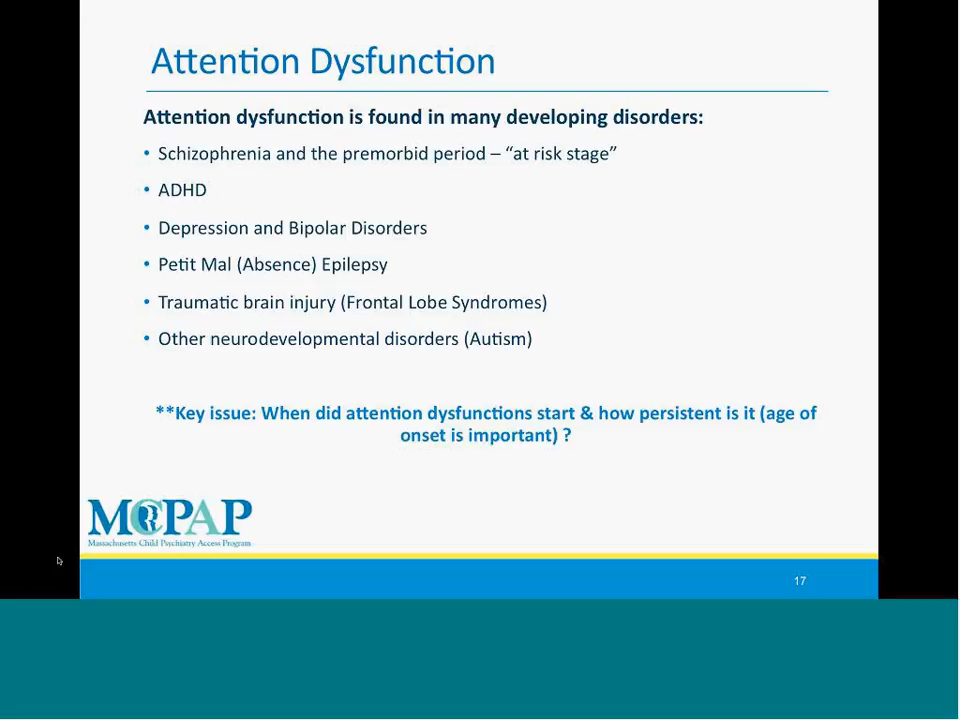 Attention Dysfunction
Attention dysfunction is found in many developing disorders:
• Schizophrenia and the premorbid period – “at risk stage”
• ADHD
• Depression and Bipolar Disorders
• Petit Mal (Absence) Epilepsy
• Traumatic brain injury (Frontal Lobe Syndromes)
• Other neurodevelopmental disorders (Autism)
**Key issue: When did attention dysfunctions start & how persistent is it (age of
onset is important) ?
MCPAP
Massachusetts Child Psychiatry Access Program
17